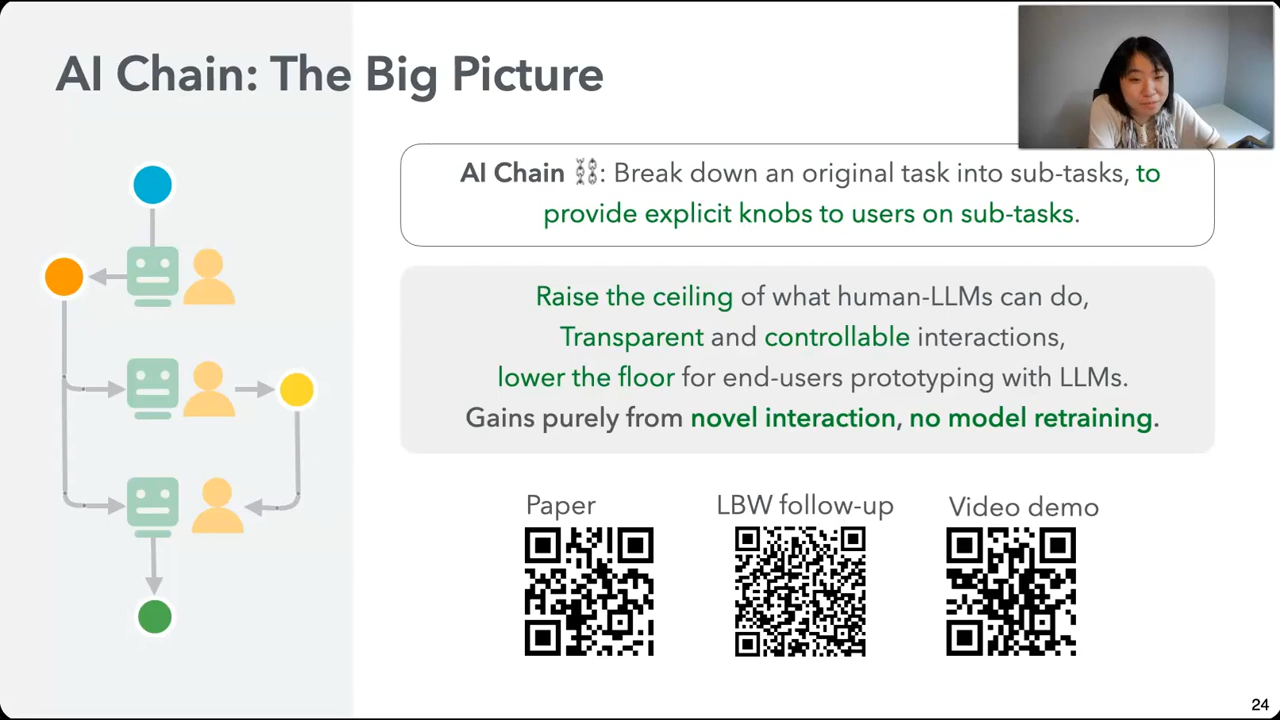 AI Chain: The Big Picture
AI Chain ⛓: Break down an original task into sub-tasks, to
provide explicit knobs to users on sub-tasks.
Raise the ceiling of what human-LLMs can do,
Transparent and controllable interactions,
lower the floor for end-users prototyping with LLMs.
Gains purely from novel interaction, no model retraining.
Paper
LBW follow-up
Video demo
24